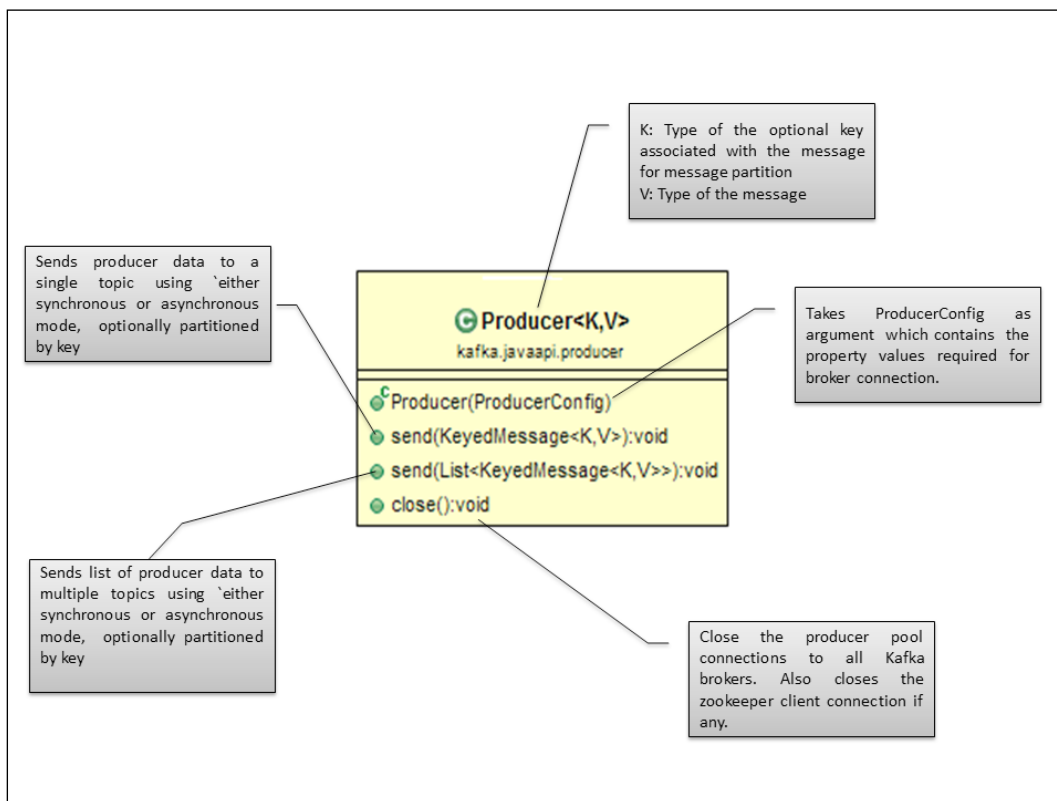 K: Type of the optional key
associated with the message
for message partition
V: Type of the message
Sends producer data to a
single topic using `either
synchronous or asynchronous
mode, optionally partitioned
by key
C Producer<K,V>
kafka.javaapi.producer
Takes ProducerConfig as
argument which contains the
property values required for
broker connection.
C Producer(ProducerConfig)
send(KeyedMessage<K,V>):void
send(List<KeyedMessage<K,V>>):void
close():void
Sends list of producer data to
multiple topics using `either
synchronous or asynchronous
mode, optionally partitioned
by key
Close the producer pool
connections to all Kafka
brokers. Also closes the
zookeeper client connection if
any.